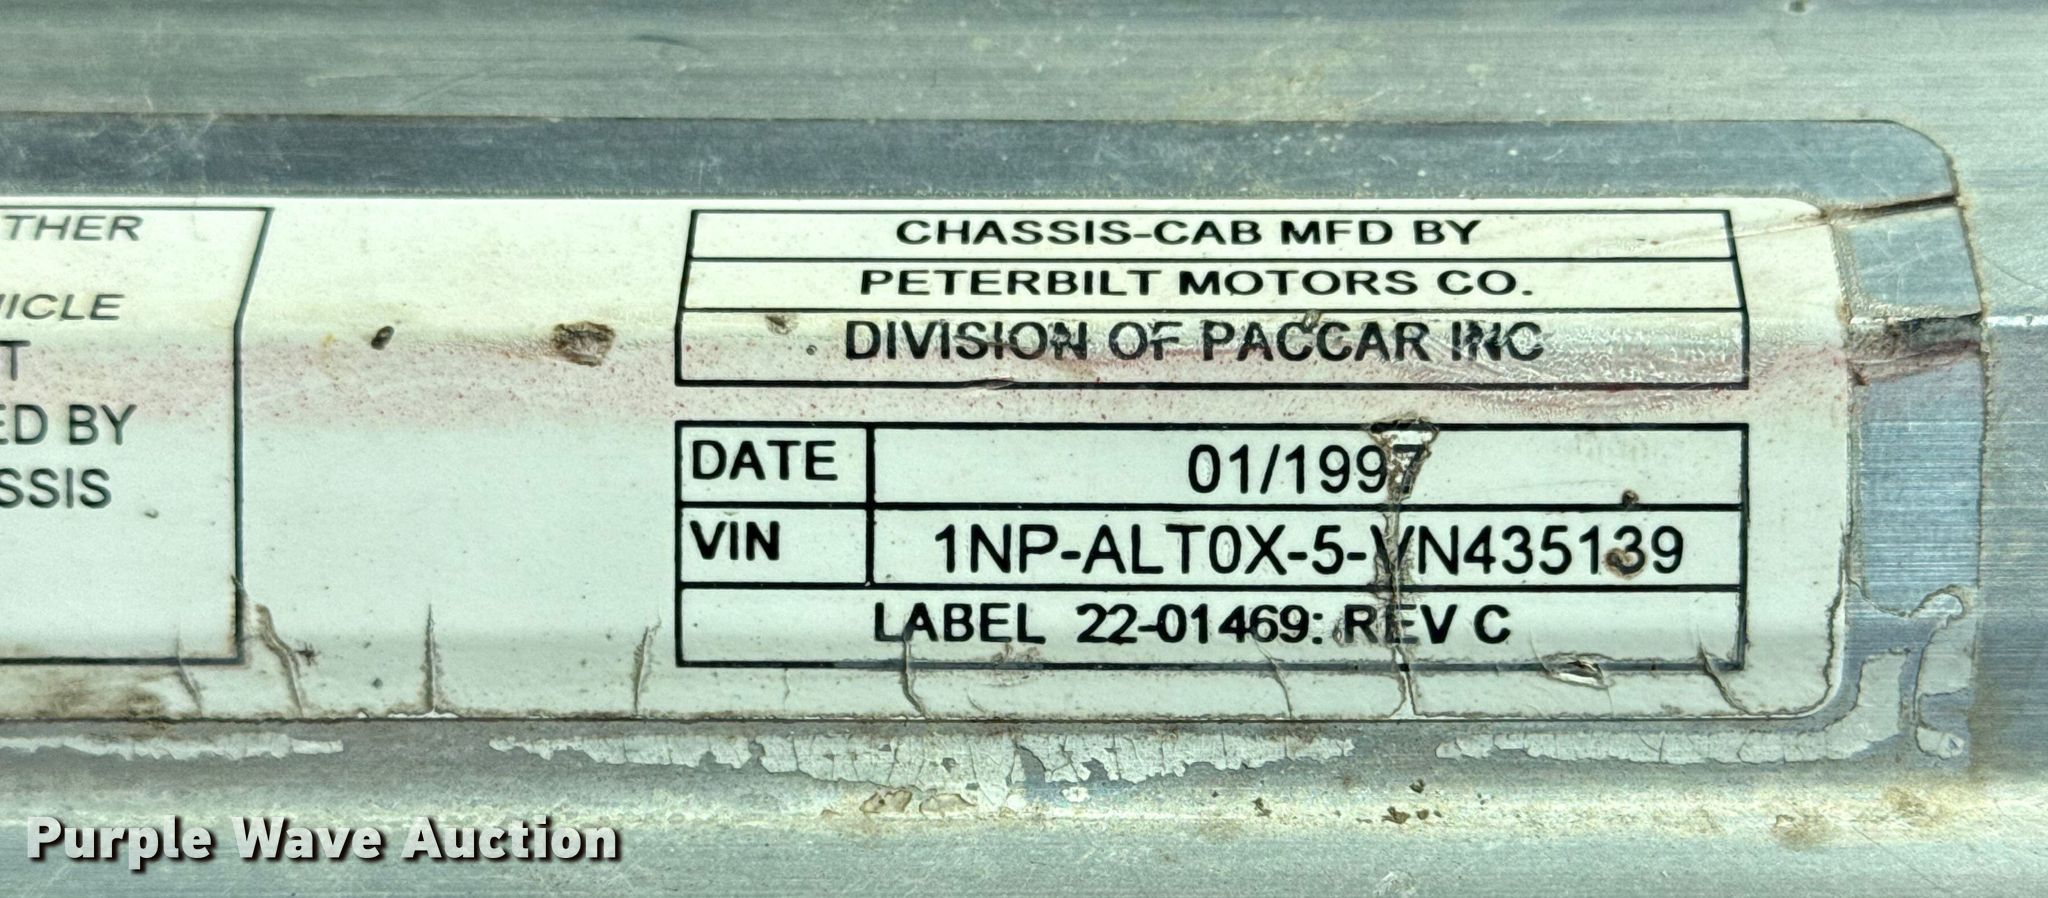 THER
ICLE
T
ED BY
SSIS
CHASSIS-CAB MFD BY
PETERBILT MOTORS CO.
DIVISION OF PACCAR INC
DATE 01/1997
VIN 1NP-ALT0X-5-VN435139
LABEL 22-01469: REV C
Purple Wave Auction